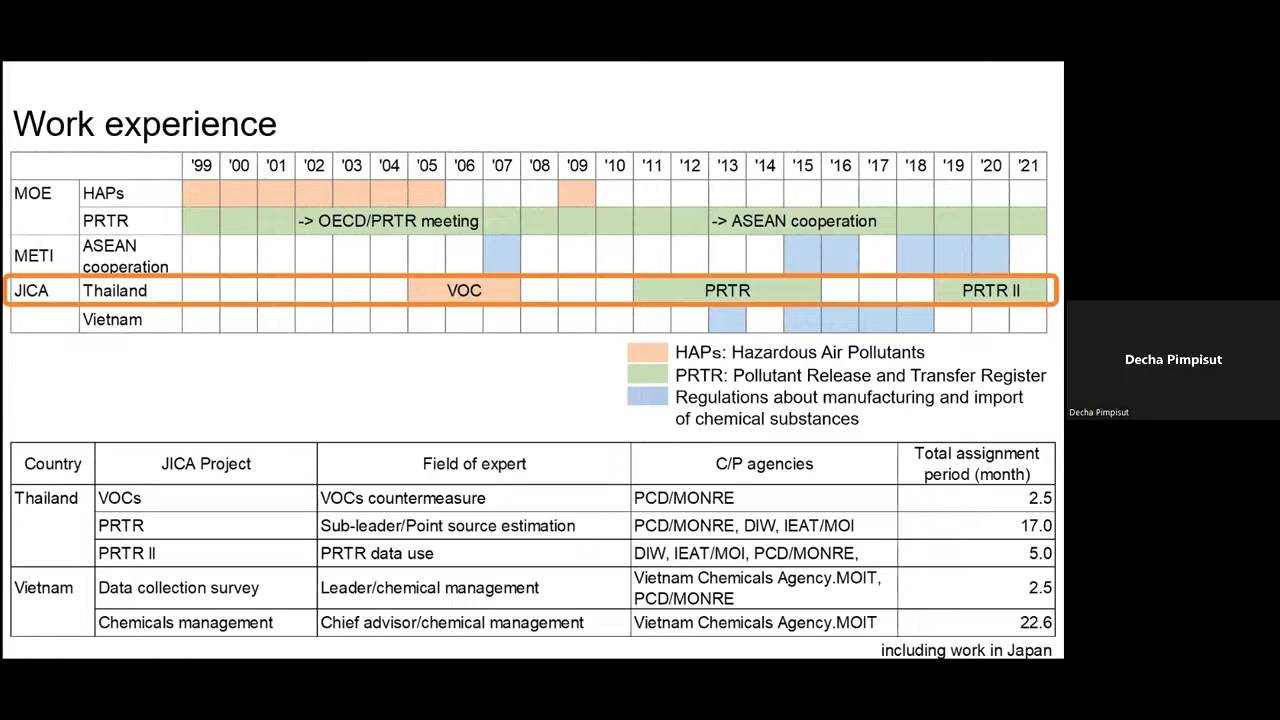 Work experience
'99 '00 '01 '02 '03 '04 '05 '06 '07 '08 '09 '10 '11 '12 '13 '14 '15 '16 '17 '18 '19 '20 '21
MOE HAPs
PRTR -> OECD/PRTR meeting -> ASEAN cooperation
METI ASEAN
cooperation
JICA Thailand VOC PRTR PRTR II
Vietnam
HAPs: Hazardous Air Pollutants
PRTR: Pollutant Release and Transfer Register
Regulations about manufacturing and import
of chemical substances
Country JICA Project Field of expert C/P agencies Total assignment
period (month)
Thailand VOCs VOCs countermeasure PCD/MONRE 2.5
PRTR Sub-leader/Point source estimation PCD/MONRE, DIW, IEAT/MOI 17.0
PRTR II PRTR data use DIW, IEAT/MOI, PCD/MONRE, 5.0
Vietnam Data collection survey Leader/chemical management Vietnam Chemicals Agency.MOIT,
PCD/MONRE 2.5
Chemicals management Chief advisor/chemical management Vietnam Chemicals Agency.MOIT 22.6
including work in Japan
Decha Pimpisut
Decha Pimpisut